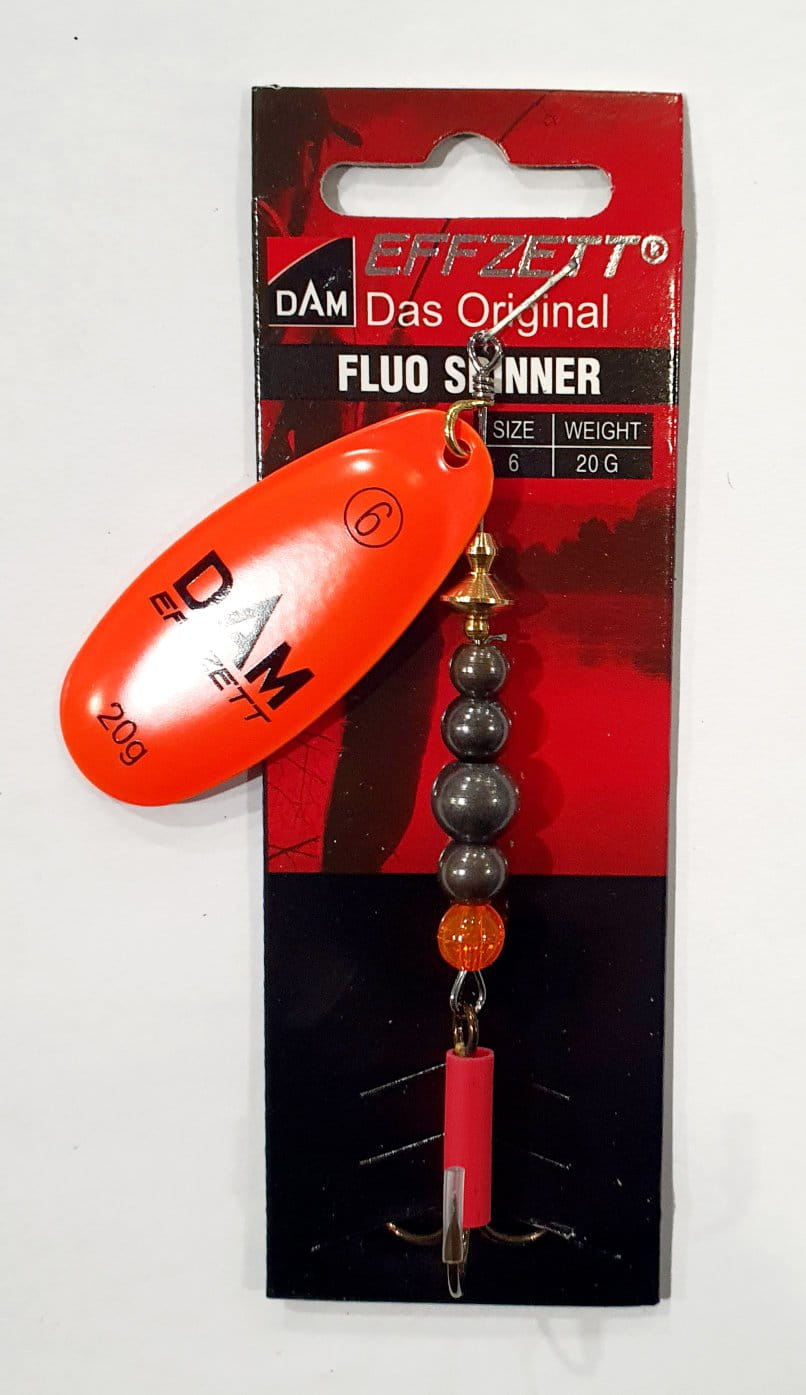 EFFZETT®
DAM
Das Original
FLUO SPINNER
SIZE WEIGHT
6 20 G
6
DAM
EFFZETT
20g